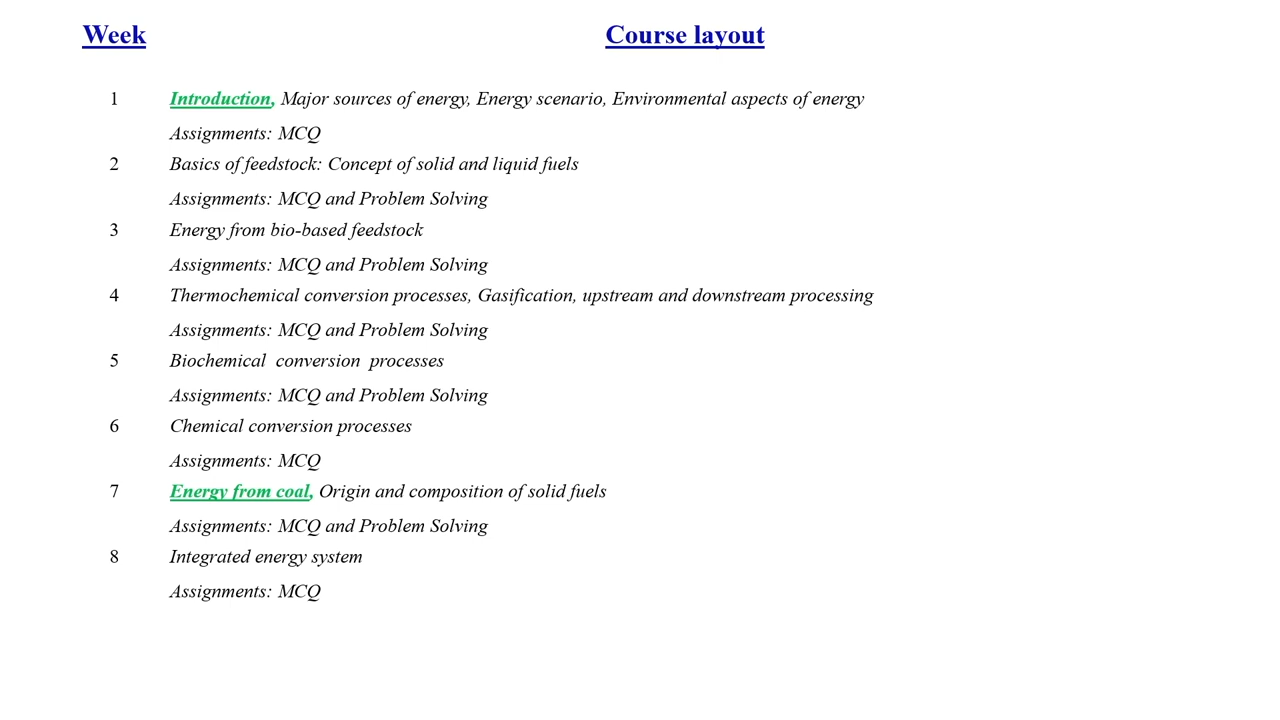 Week Course layout
1 Introduction, Major sources of energy, Energy scenario, Environmental aspects of energy
Assignments: MCQ
2 Basics of feedstock: Concept of solid and liquid fuels
Assignments: MCQ and Problem Solving
3 Energy from bio-based feedstock
Assignments: MCQ and Problem Solving
4 Thermochemical conversion processes, Gasification, upstream and downstream processing
Assignments: MCQ and Problem Solving
5 Biochemical conversion processes
Assignments: MCQ and Problem Solving
6 Chemical conversion processes
Assignments: MCQ
7 Energy from coal, Origin and composition of solid fuels
Assignments: MCQ and Problem Solving
8 Integrated energy system
Assignments: MCQ